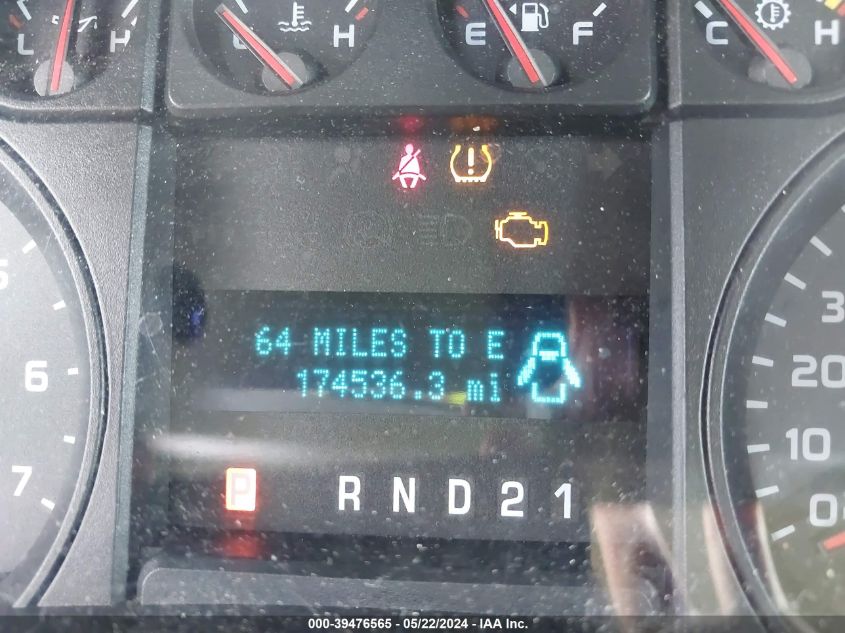 L H L H E F C H
5
6
7
64 MILES TO E
174536.3 mi
3
20
10
0
P R N D 2 1
000-39476565 - 05/22/2024 - IAA Inc.